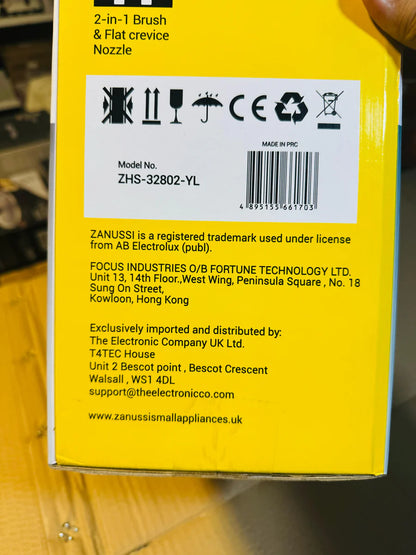 2-in-1 Brush
& Flat crevice
Nozzle
CE
MADE IN PRC
Model No.
ZHS-32802-YL
4 895155 661703
ZANUSSI is a registered trademark used under license
from AB Electrolux (publ).
FOCUS INDUSTRIES O/B FORTUNE TECHNOLOGY LTD.
Unit 13, 14th Floor.,West Wing, Peninsula Square , No. 18
Sung On Street,
Kowloon, Hong Kong
Exclusively imported and distributed by:
The Electronic Company UK Ltd.
T4TEC House
Unit 2 Bescot point , Bescot Crescent
Walsall , WS1 4DL
support@theelectronicco.com
www.zanussismallappliances.uk